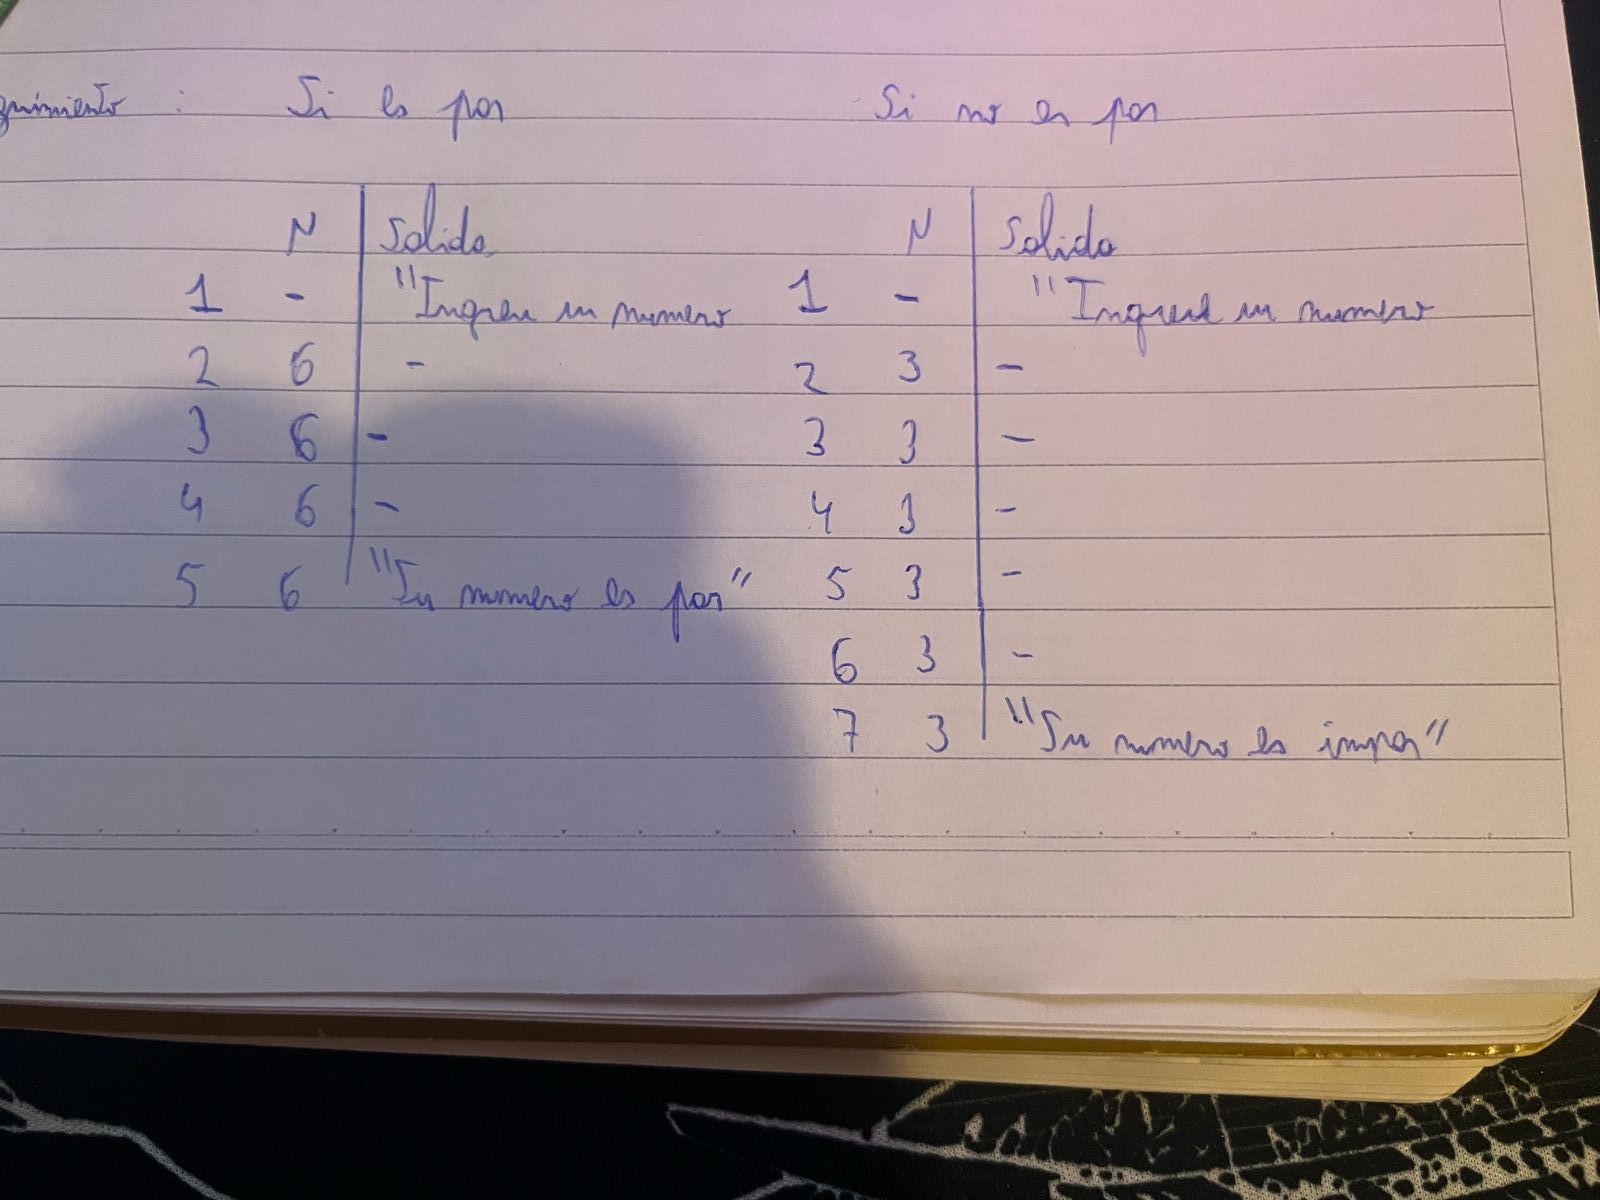 : Si es par Si no es par
N Salida N Salida
1 - "Ingrese un numero 1 - "Ingrese un numero
2 6 - 2 3 -
3 6 - 3 3 -
4 6 - 4 3 -
5 6 "Su numero es par" 5 3 -
6 3 -
7 3 "Su numero es impar"